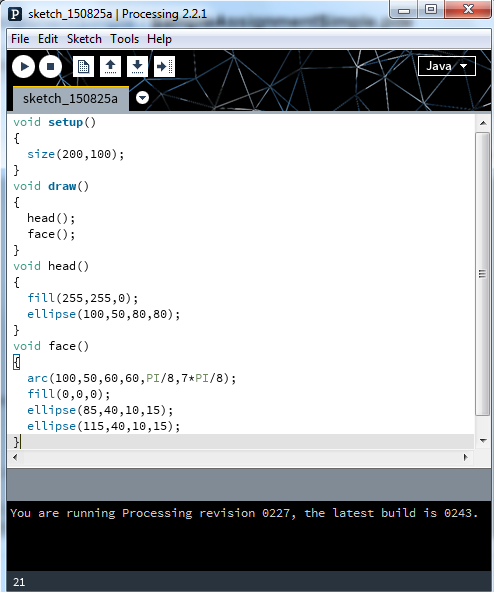 sketch_150825a | Processing 2.2.1
File Edit Sketch Tools Help
Java
sketch_150825a
void setup()
{
  size(200,100);
}
void draw()
{
  head();
  face();
}
void head()
{
  fill(255,255,0);
  ellipse(100,50,80,80);
}
void face()
{
  arc(100,50,60,60,PI/8,7*PI/8);
  fill(0,0,0);
  ellipse(85,40,10,15);
  ellipse(115,40,10,15);
}
You are running Processing revision 0227, the latest build is 0243.
21